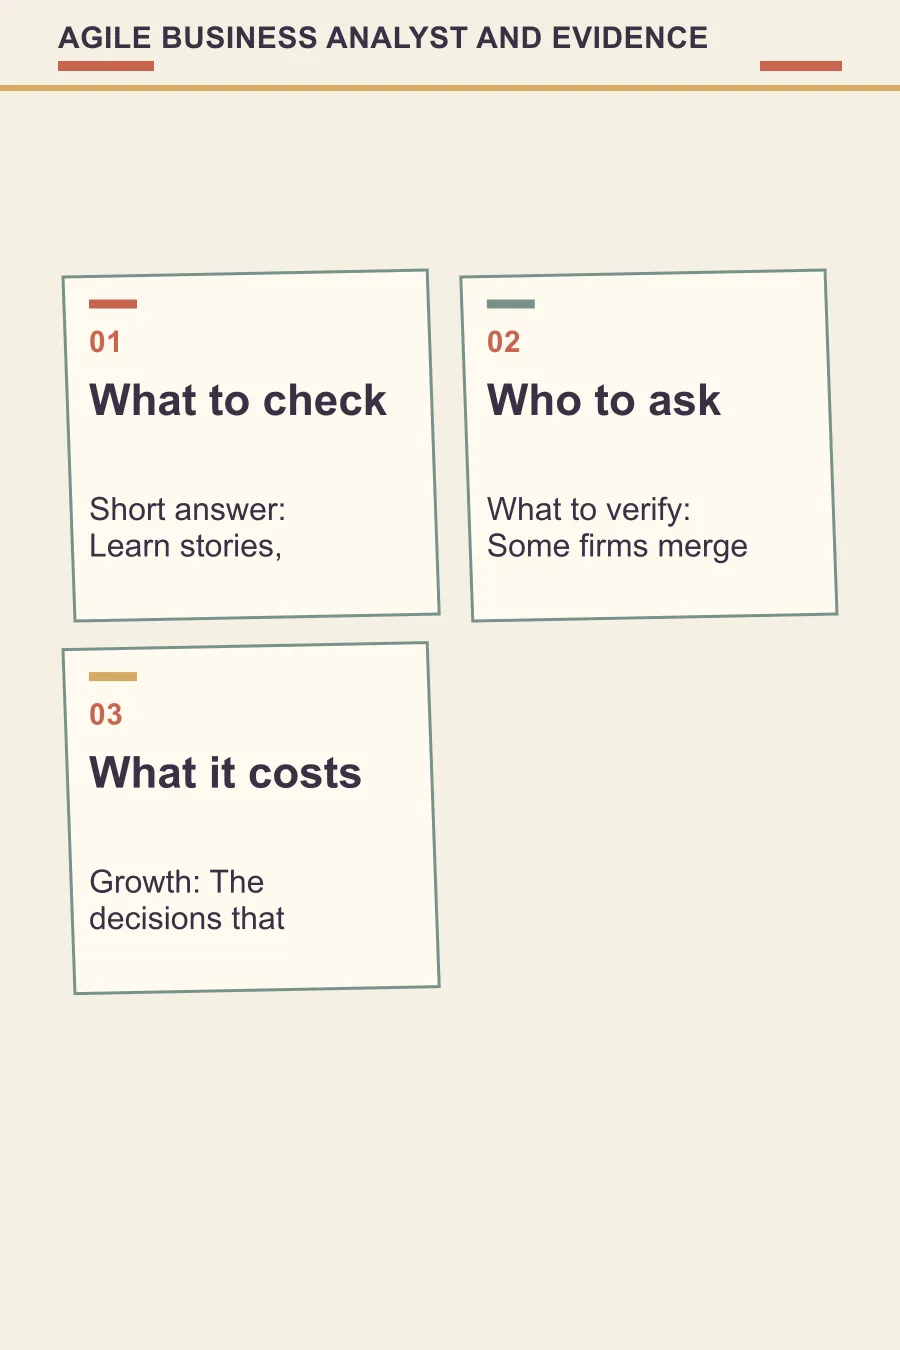 AGILE BUSINESS ANALYST AND EVIDENCE
01
What to check
Short answer:
Learn stories,
02
Who to ask
What to verify:
Some firms merge
03
What it costs
Growth: The
decisions that